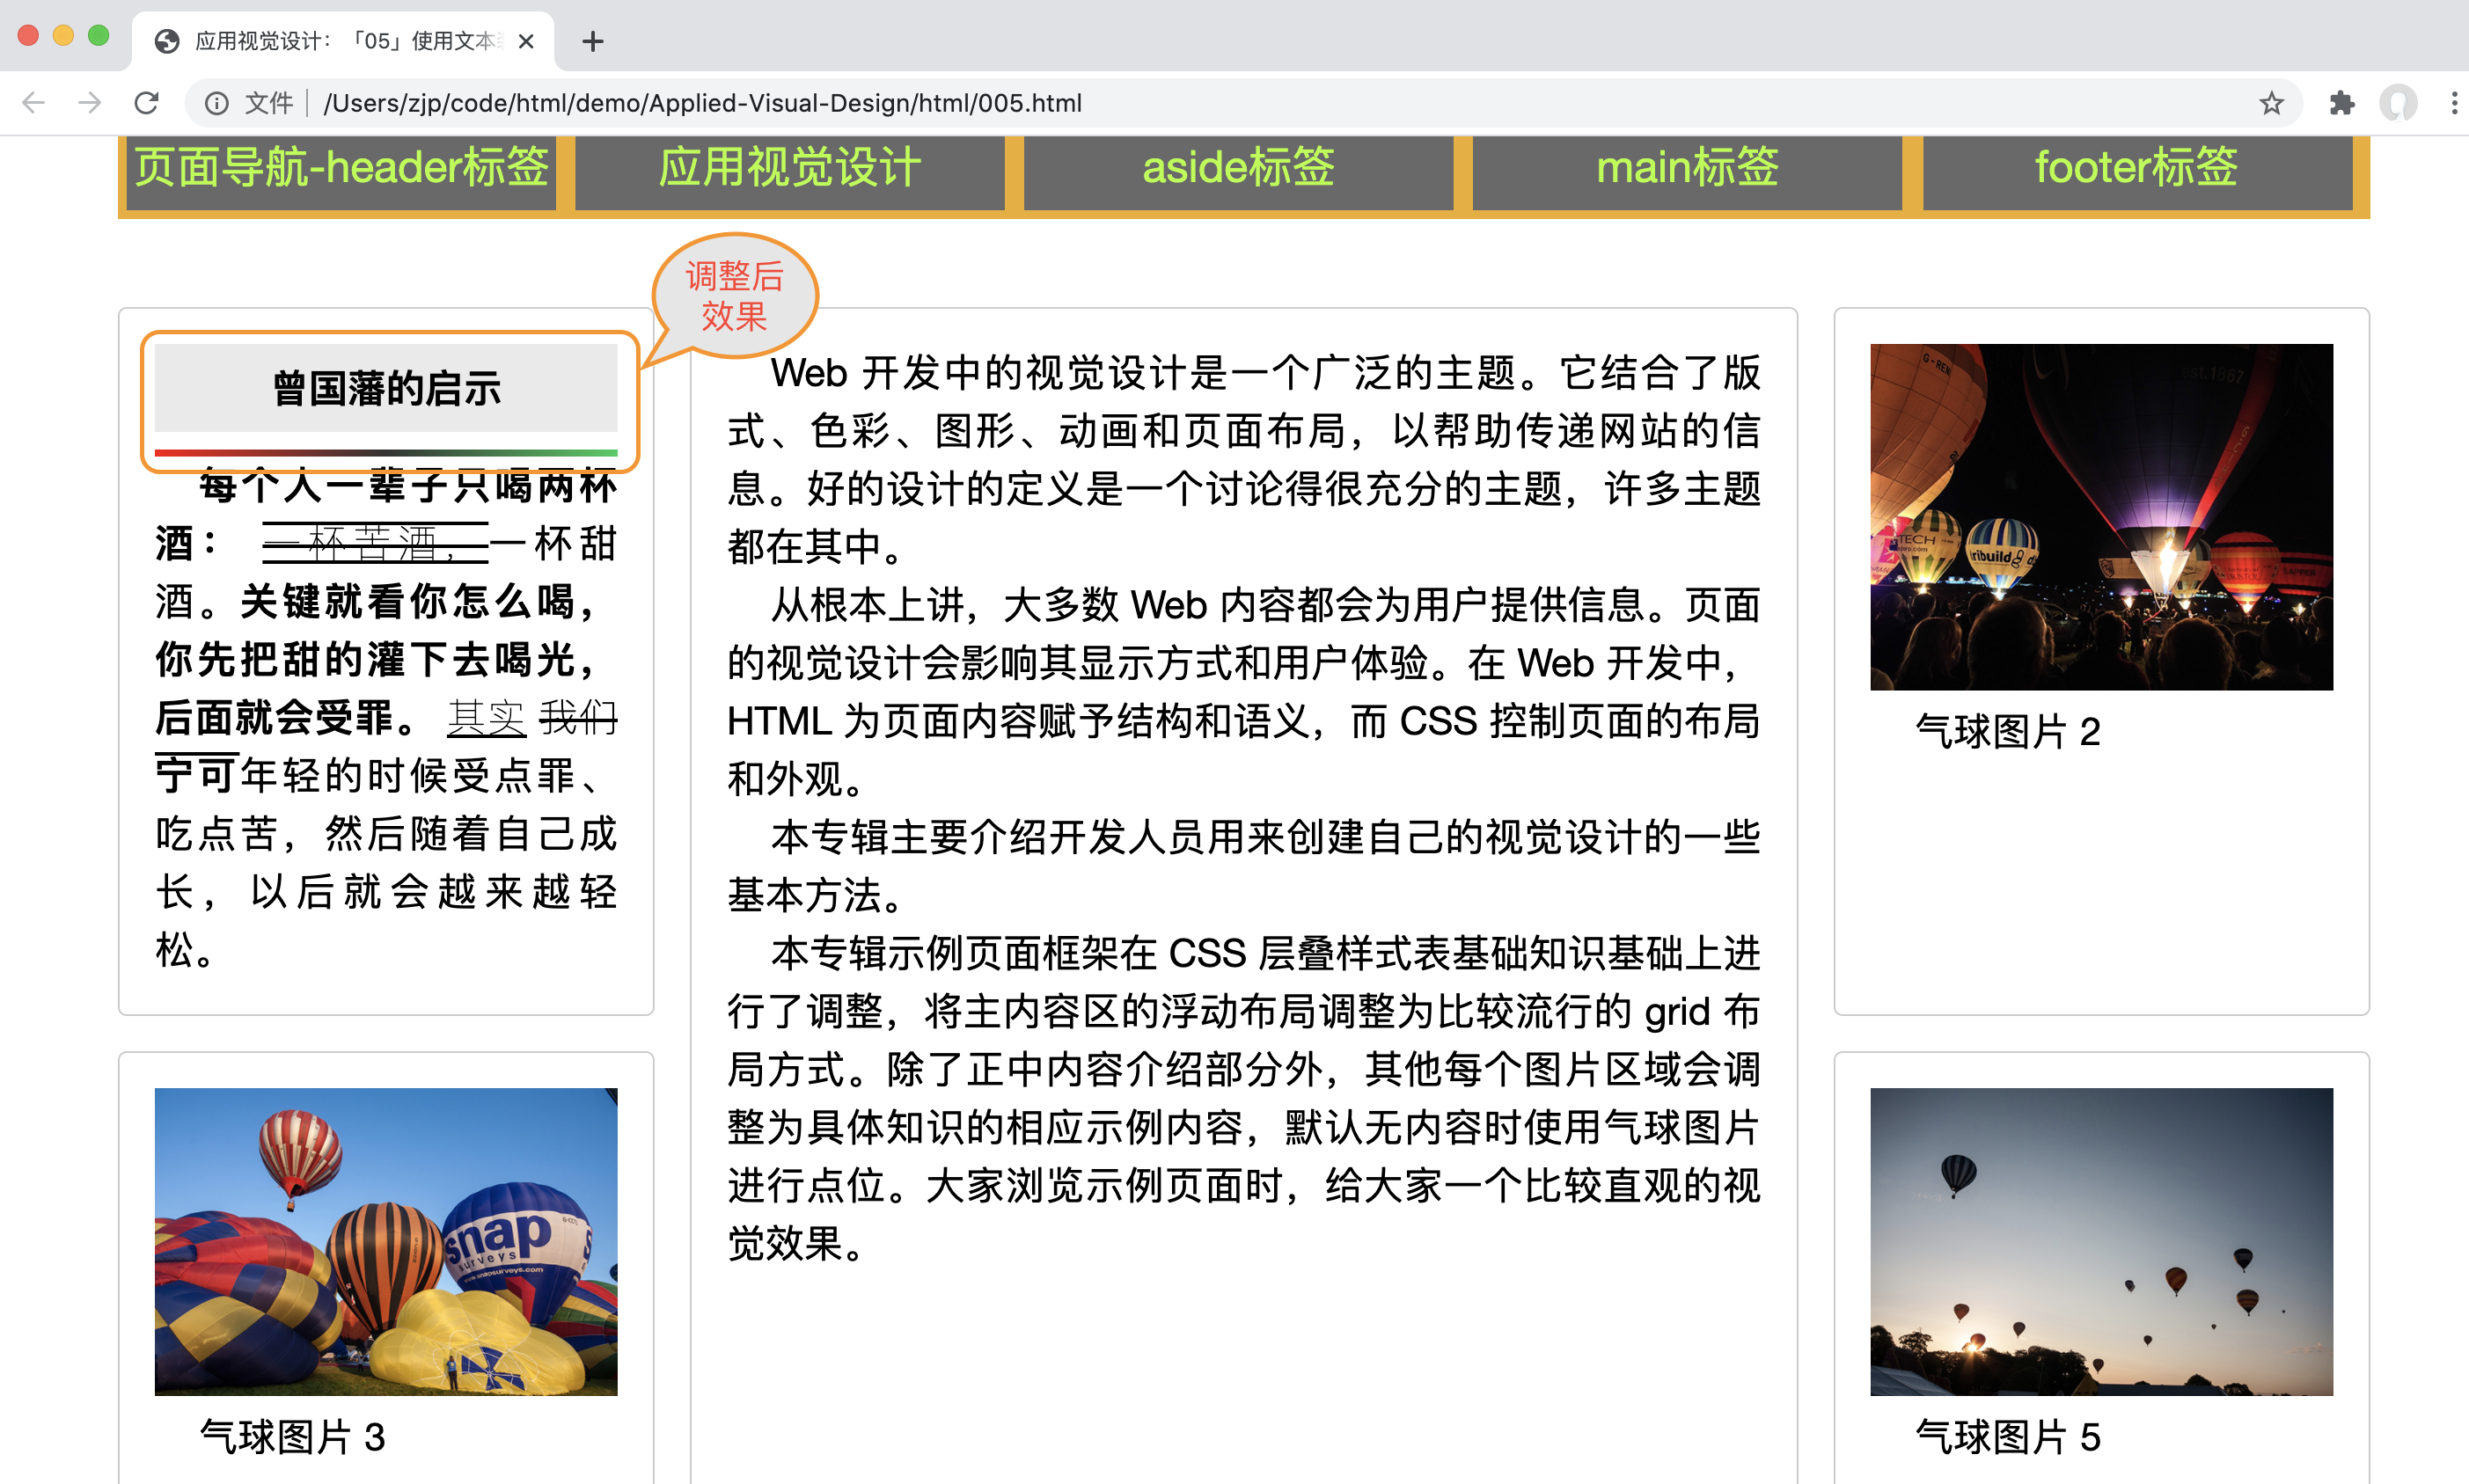 应用视觉设计：「05」使用文本
文件 /Users/zjp/code/html/demo/Applied-Visual-Design/html/005.html
页面导航-header标签
应用视觉设计
aside标签
main标签
footer标签
调整后
效果
曾国藩的启示
每个人一辈子只喝两杯
酒： 一杯苦酒，一杯甜
酒。关键就看你怎么喝，
你先把甜的灌下去喝光，
后面就会受罪。 其实 我们
宁可年轻的时候受点罪、
吃点苦，然后随着自己成
长，以后就会越来越轻
松。
Web 开发中的视觉设计是一个广泛的主题。它结合了版
式、色彩、图形、动画和页面布局，以帮助传递网站的信
息。好的设计的定义是一个讨论得很充分的主题，许多主题
都在其中。
从根本上讲，大多数 Web 内容都会为用户提供信息。页面
的视觉设计会影响其显示方式和用户体验。在 Web 开发中，
HTML 为页面内容赋予结构和语义，而 CSS 控制页面的布局
和外观。
本专辑主要介绍开发人员用来创建自己的视觉设计的一些
基本方法。
本专辑示例页面框架在 CSS 层叠样式表基础知识基础上进
行了调整，将主内容区的浮动布局调整为比较流行的 grid 布
局方式。除了正中内容介绍部分外，其他每个图片区域会调
整为具体知识的相应示例内容，默认无内容时使用气球图片
进行点位。大家浏览示例页面时，给大家一个比较直观的视
觉效果。
G-REN
est.1867
TECH
ribuild
气球图片 2
snap
surveys
www.snapsurveys.com
气球图片 3
气球图片 5